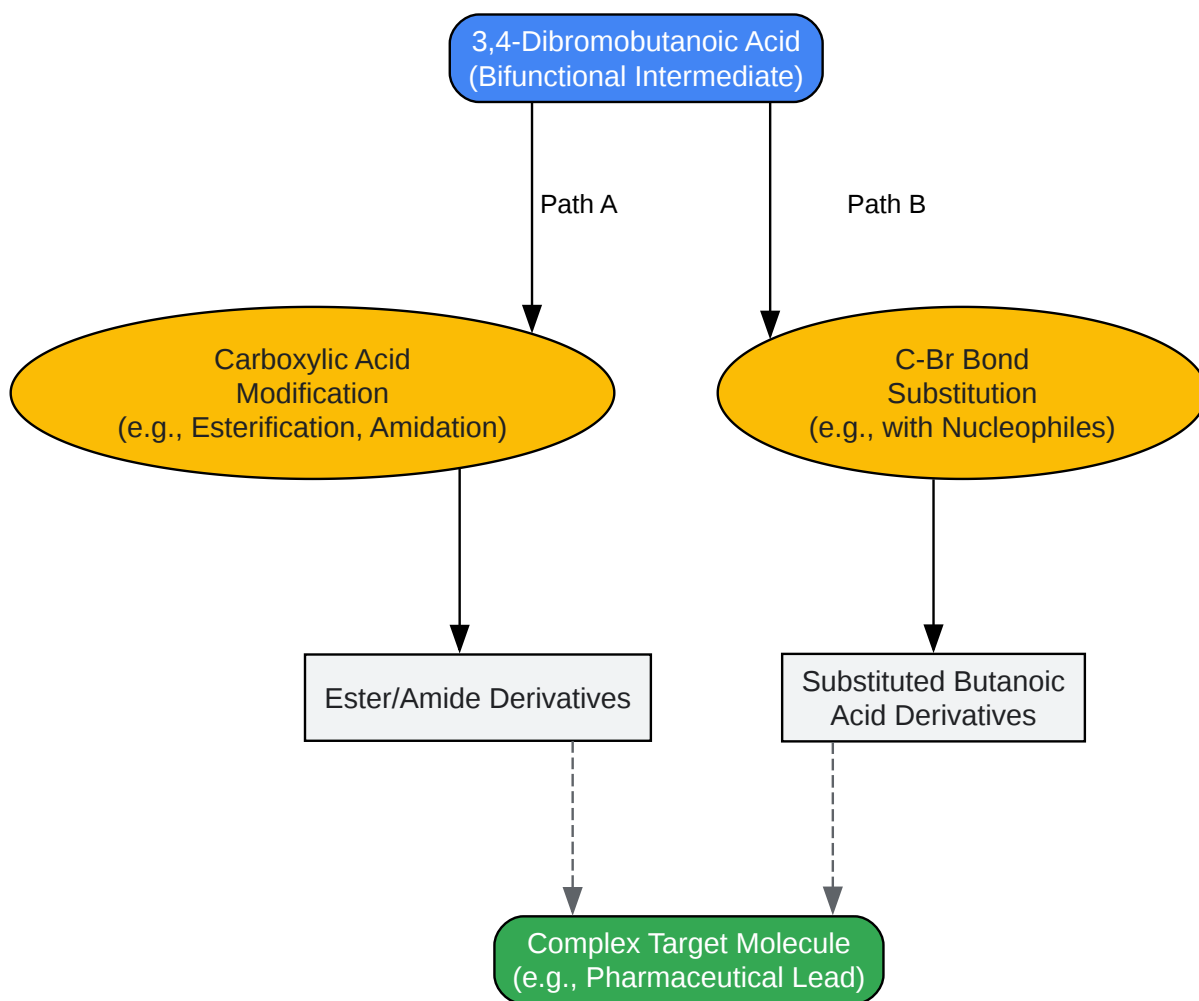 3,4-Dibromobutanoic Acid
(Bifunctional Intermediate)
Path A
Path B
Carboxylic Acid
Modification
(e.g., Esterification, Amidation)
C-Br Bond
Substitution
(e.g., with Nucleophiles)
Ester/Amide Derivatives
Substituted Butanoic
Acid Derivatives
Complex Target Molecule
(e.g., Pharmaceutical Lead)